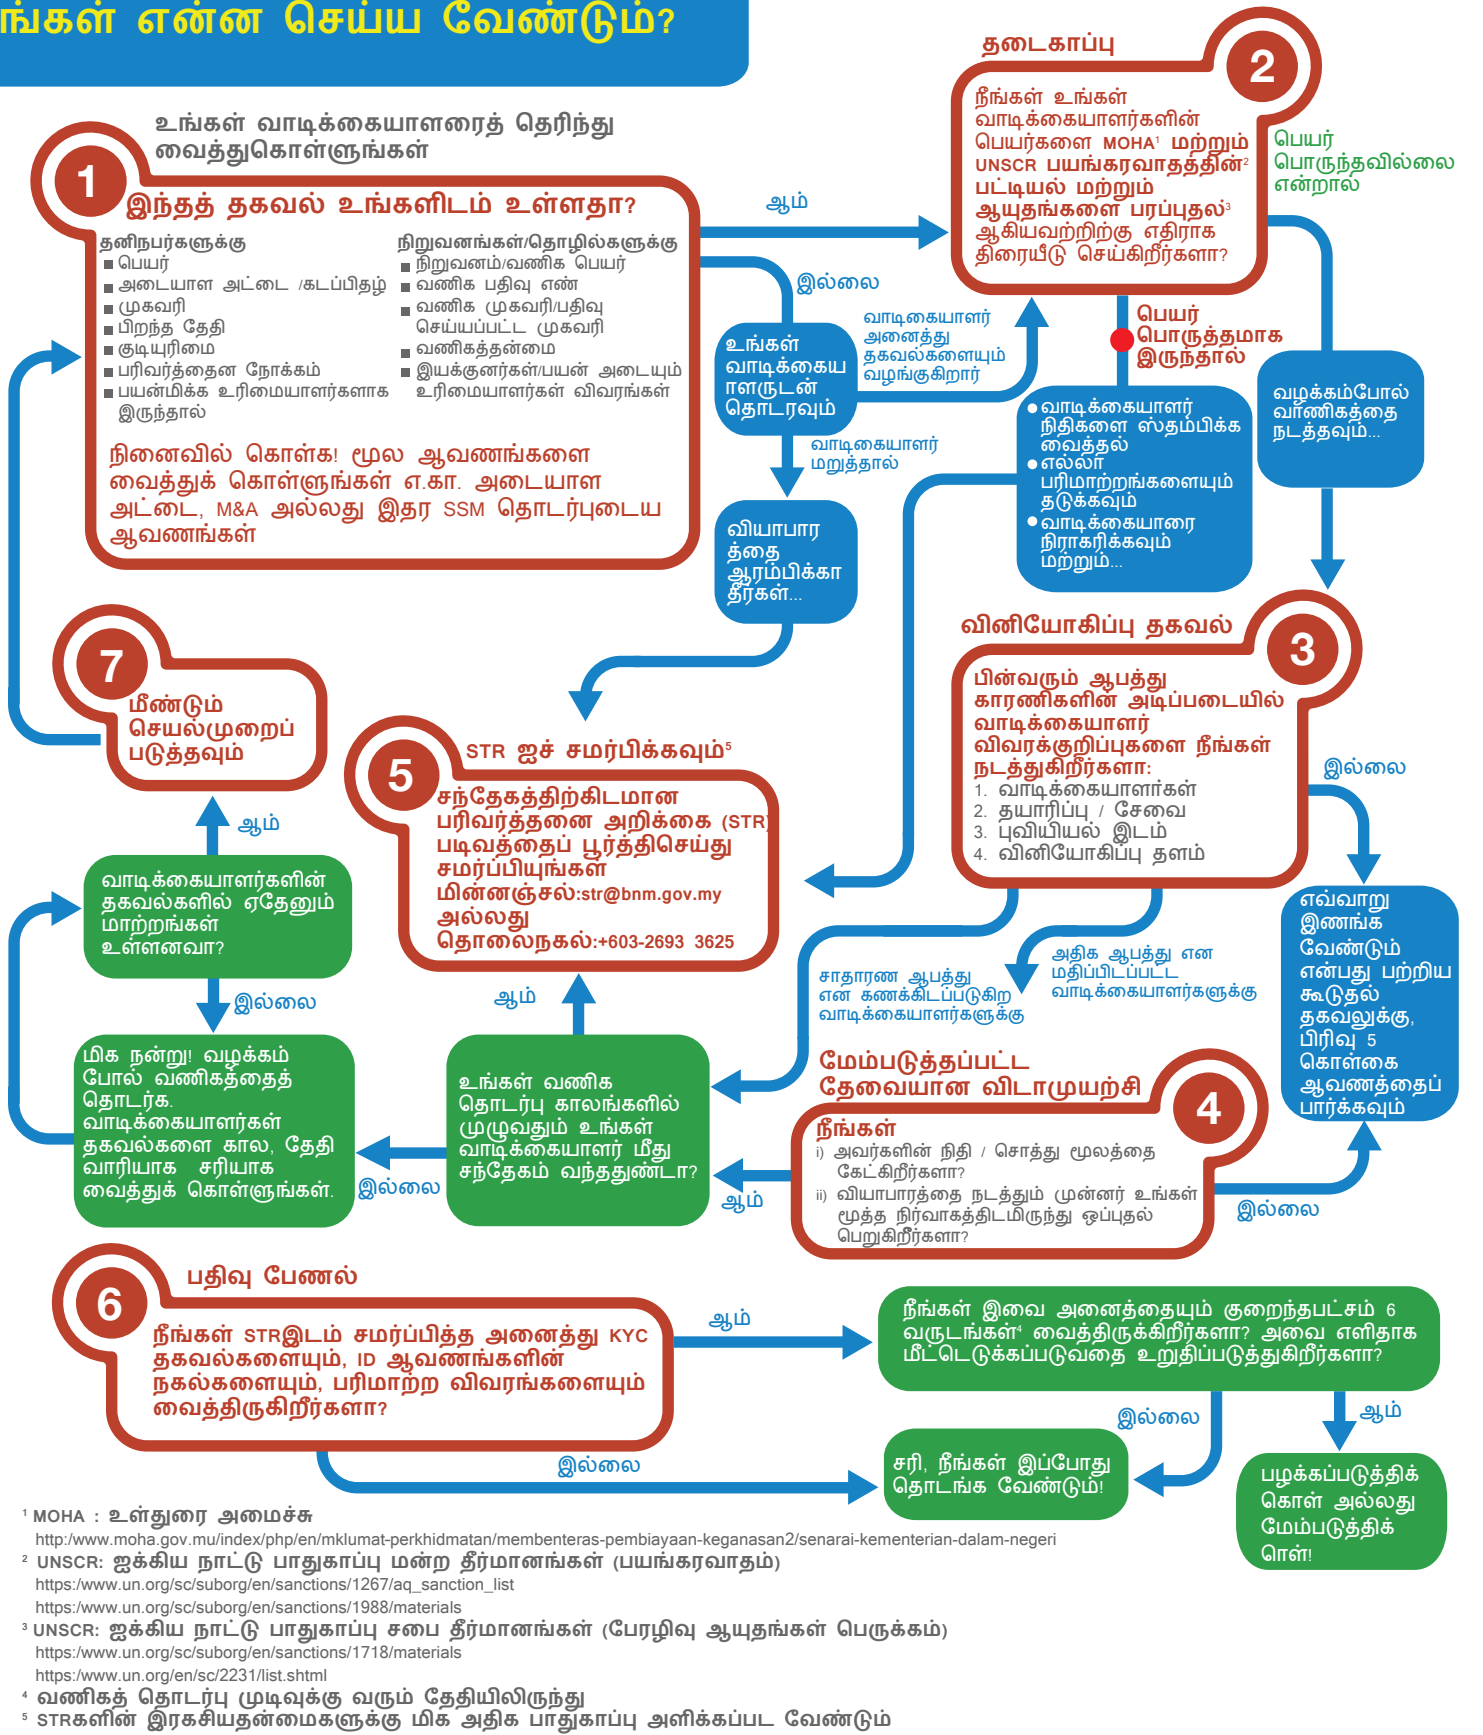 ங்கள் என்ன செய்ய வேண்டும்?
உங்கள் வாடிக்கையாளரைத் தெரிந்து
வைத்துகொள்ளுங்கள்
1
இந்தத் தகவல் உங்களிடம் உள்ளதா?
தனிநபர்களுக்கு
பெயர்
அடையாள அட்டை /கடப்பிதழ்
முகவரி
பிறந்த தேதி
குடியுரிமை
பரிவர்த்தைன நோக்கம்
பயன்மிக்க உரிமையாளர்களாக
இருந்தால்
நிறுவனங்கள்/தொழில்களுக்கு
நிறுவனம்/வணிக பெயர்
வணிக பதிவு எண்
வணிக முகவரி/பதிவு
செய்யப்பட்ட முகவரி
வணிகத்தன்மை
இயக்குனர்கள்/பயன் அடையும்
உரிமையாளர்கள் விவரங்கள்
நினைவில் கொள்க! மூல ஆவணங்களை
வைத்துக் கொள்ளுங்கள் எ.கா. அடையாள
அட்டை, M&A அல்லது இதர SSM தொடர்புடைய
ஆவணங்கள்
ஆம்
இல்லை
உங்கள்
வாடிக்கைய
ாளருடன்
தொடரவும்
வாடிகையாளர்
அனைத்து
தகவல்களையும்
வழங்குகிறார்
வாடிகையாளர்
மறுத்தால்
வியாபார
த்தை
ஆரம்பிக்கா
தீர்கள்...
தடைகாப்பு
2
நீங்கள் உங்கள்
வாடிக்கையாளர்களின்
பெயர்களை MOHA¹ மற்றும்
UNSCR பயங்கரவாதத்தின்²
பட்டியல் மற்றும்
ஆயுதங்களை பரப்புதல்³
ஆகியவற்றிற்கு எதிராக
திரையீடு செய்கிறீர்களா?
பெயர்
பொருந்தவில்லை
என்றால்
பெயர்
பொருத்தமாக
இருந்தால்
வாடிக்கையாளர்
நிதிகளை ஸ்தம்பிக்க
வைத்தல்
எல்லா
பரிமாற்றங்களையும்
தடுக்கவும்
வாடிக்கையாரை
நிராகரிக்கவும்
மற்றும்...
வழக்கம்போல்
வாணிகத்தை
நடத்தவும்...
வினியோகிப்பு தகவல்
3
பின்வரும் ஆபத்து
காரணிகளின் அடிப்படையில்
வாடிக்கையாளர்
விவரக்குறிப்புகளை நீங்கள்
நடத்துகிறீர்களா:
1. வாடிக்கையாளர்கள்
2. தயாரிப்பு / சேவை
3. புவியியல் இடம்
4. வினியோகிப்பு தளம்
இல்லை
எவ்வாறு
இணங்க
வேண்டும்
என்பது பற்றிய
கூடுதல்
தகவலுக்கு,
பிரிவு 5
கொள்கை
ஆவணத்தைப்
பார்க்கவும்
சாதாரண ஆபத்து
என கணக்கிடப்படுகிற
வாடிக்கையாளர்களுக்கு
அதிக ஆபத்து என
மதிப்பிடப்பட்ட
வாடிக்கையாளர்களுக்கு
7
மீண்டும்
செயல்முறைப்
படுத்தவும்
ஆம்
வாடிக்கையாளர்களின்
தகவல்களில் ஏதேனும்
மாற்றங்கள்
உள்ளனவா?
இல்லை
மிக நன்று! வழக்கம்
போல் வணிகத்தைத்
தொடர்க.
வாடிக்கையாளர்கள்
தகவல்களை கால, தேதி
வாரியாக சரியாக
வைத்துக் கொள்ளுங்கள்.
5
STR ஐச் சமர்பிக்கவும்⁵
சந்தேகத்திற்கிடமான
பரிவர்த்தனை அறிக்கை (STR)
படிவத்தைப் பூர்த்திசெய்து
சமர்ப்பியுங்கள்
மின்னஞ்சல்:str@bnm.gov.my
அல்லது
தொலைநகல்:+603-2693 3625
ஆம்
உங்கள் வணிக
தொடர்பு காலங்களில்
முழுவதும் உங்கள்
வாடிக்கையாளர் மீது
சந்தேகம் வந்ததுண்டா?
இல்லை
மேம்படுத்தப்பட்ட
தேவையான விடாமுயற்சி
4
நீங்கள்
i) அவர்களின் நிதி / சொத்து மூலத்தை
கேட்கிறீர்களா?
ii) வியாபாரத்தை நடத்தும் முன்னர் உங்கள்
மூத்த நிர்வாகத்திடமிருந்து ஒப்புதல்
பெறுகிறீர்களா?
ஆம்
இல்லை
6
பதிவு பேணல்
நீங்கள் STRஇடம் சமர்ப்பித்த அனைத்து KYC
தகவல்களையும், ID ஆவணங்களின்
நகல்களையும், பரிமாற்ற விவரங்களையும்
வைத்திருகிறீர்களா?
ஆம்
இல்லை
நீங்கள் இவை அனைத்தையும் குறைந்தபட்சம் 6
வருடங்கள்⁴ வைத்திருக்கிறீர்களா? அவை எளிதாக
மீட்டெடுக்கப்படுவதை உறுதிப்படுத்துகிறீர்களா?
இல்லை
ஆம்
சரி, நீங்கள் இப்போது
தொடங்க வேண்டும்!
பழக்கப்படுத்திக்
கொள் அல்லது
மேம்படுத்திக்
ொள்!
¹ MOHA : உள்துரை அமைச்சு
http:/www.moha.gov.mu/index/php/en/mklumat-perkhidmatan/membenteras-pembiayaan-keganasan2/senarai-kementerian-dalam-negeri
² UNSCR: ஐக்கிய நாட்டு பாதுகாப்பு மன்ற தீர்மானங்கள் (பயங்கரவாதம்)
https:/www.un.org/sc/suborg/en/sanctions/1267/aq_sanction_list
https:/www.un.org/sc/suborg/en/sanctions/1988/materials
³ UNSCR: ஐக்கிய நாட்டு பாதுகாப்பு சபை தீர்மானங்கள் (பேரழிவு ஆயுதங்கள் பெருக்கம்)
https:/www.un.org/sc/suborg/en/sanctions/1718/materials
https:/www.un.org/en/sc/2231/list.shtml
⁴ வணிகத் தொடர்பு முடிவுக்கு வரும் தேதியிலிருந்து
⁵ STRகளின் இரகசியதன்மைகளுக்கு மிக அதிக பாதுகாப்பு அளிக்கப்பட வேண்டும்